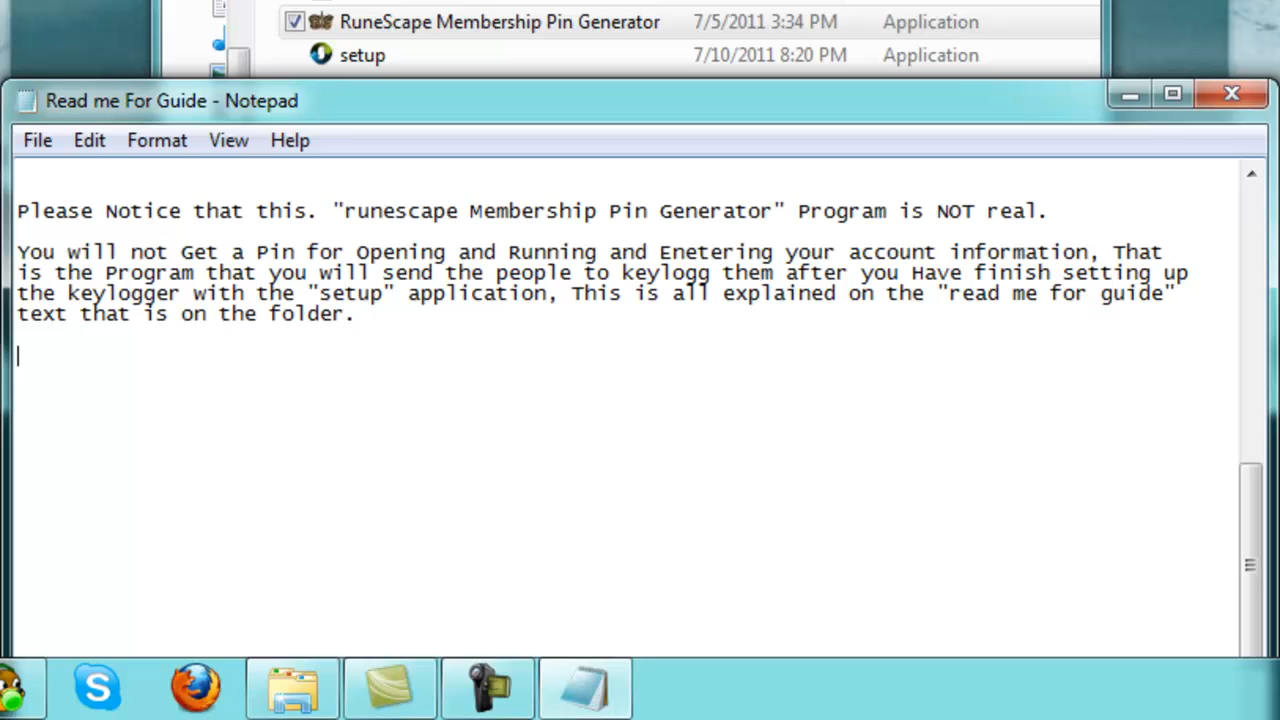 RuneScape Membership Pin Generator 7/5/2011 3:34 PM Application
setup 7/10/2011 8:20 PM Application
Read me For Guide - Notepad
File Edit Format View Help
Please Notice that this. "runescape Membership Pin Generator" Program is NOT real.
You will not Get a Pin for Opening and Running and Enetering your account information, That
is the Program that you will send the people to keylogg them after you Have finish setting up
the keylogger with the "setup" application, This is all explained on the "read me for guide"
text that is on the folder.